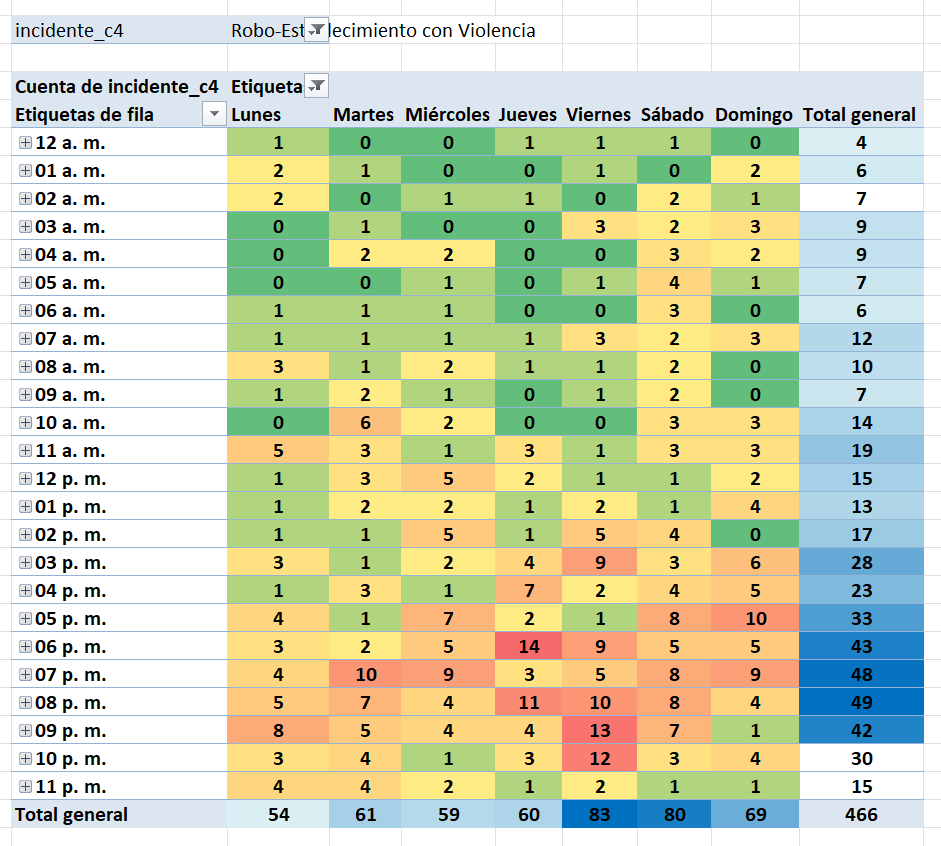 incidente_c4 Robo-Est lecimiento con Violencia
Cuenta de incidente_c4 Etiqueta
Etiquetas de fila Lunes Martes Miércoles Jueves Viernes Sábado Domingo Total general
12 a. m. 1 0 0 1 1 1 0 4
01 a. m. 2 1 0 0 1 0 2 6
02 a. m. 2 0 1 1 0 2 1 7
03 a. m. 0 1 0 0 3 2 3 9
04 a. m. 0 2 2 0 0 3 2 9
05 a. m. 0 0 1 0 1 4 1 7
06 a. m. 1 1 1 0 0 3 0 6
07 a. m. 1 1 1 1 3 2 3 12
08 a. m. 3 1 2 1 1 2 0 10
09 a. m. 1 2 1 0 1 2 0 7
10 a. m. 0 6 2 0 0 3 3 14
11 a. m. 5 3 1 3 1 3 3 19
12 p. m. 1 3 5 2 1 1 2 15
01 p. m. 1 2 2 1 2 1 4 13
02 p. m. 1 1 5 1 5 4 0 17
03 p. m. 3 1 2 4 9 3 6 28
04 p. m. 1 3 1 7 2 4 5 23
05 p. m. 4 1 7 2 1 8 10 33
06 p. m. 3 2 5 14 9 5 5 43
07 p. m. 4 10 9 3 5 8 9 48
08 p. m. 5 7 4 11 10 8 4 49
09 p. m. 8 5 4 4 13 7 1 42
10 p. m. 3 4 1 3 12 3 4 30
11 p. m. 4 4 2 1 2 1 1 15
Total general 54 61 59 60 83 80 69 466